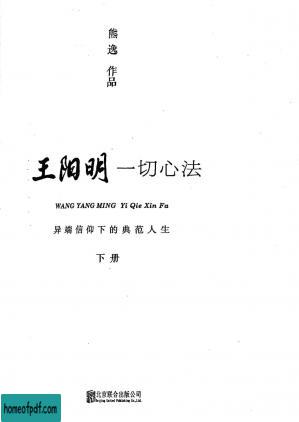 熊逸 作品
王阳明 一切心法
WANG YANG MING Yi Qie Xin Fa
异端信仰下的典范人生
下册
北京联合出版公司
Beijing United Publishing Co.,Ltd.
homeofpdf.com